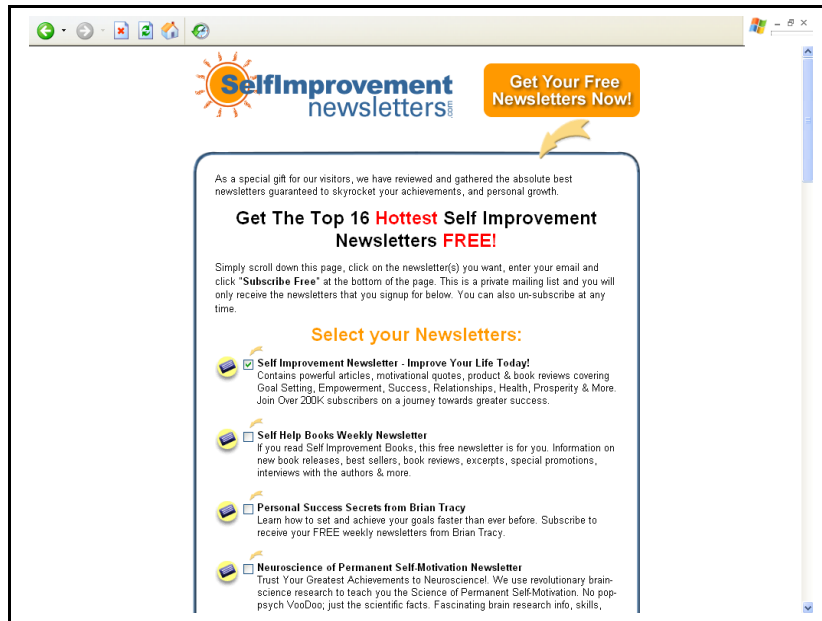 SelfImprovement
newsletters.com
Get Your Free
Newsletters Now!
As a special gift for our visitors, we have reviewed and gathered the absolute best
newsletters guaranteed to skyrocket your achievements, and personal growth.
Get The Top 16 Hottest Self Improvement
Newsletters FREE!
Simply scroll down this page, click on the newsletter(s) you want, enter your email and
click "Subscribe Free" at the bottom of the page. This is a private mailing list and you will
only receive the newsletters that you signup for below. You can also un-subscribe at any
time.
Select your Newsletters:
Self Improvement Newsletter - Improve Your Life Today!
Contains powerful articles, motivational quotes, product & book reviews covering
Goal Setting, Empowerment, Success, Relationships, Health, Prosperity & More.
Join Over 200K subscribers on a journey towards greater success.
Self Help Books Weekly Newsletter
If you read Self Improvement Books, this free newsletter is for you. Information on
new book releases, best sellers, book reviews, excerpts, special promotions,
interviews with the authors & more.
Personal Success Secrets from Brian Tracy
Learn how to set and achieve your goals faster than ever before. Subscribe to
receive your FREE weekly newsletters from Brian Tracy.
Neuroscience of Permanent Self-Motivation Newsletter
Trust Your Greatest Achievements to Neuroscience!. We use revolutionary brain-
science research to teach you the Science of Permanent Self-Motivation. No pop-
psych VooDoo; just the scientific facts. Fascinating brain research info, skills,